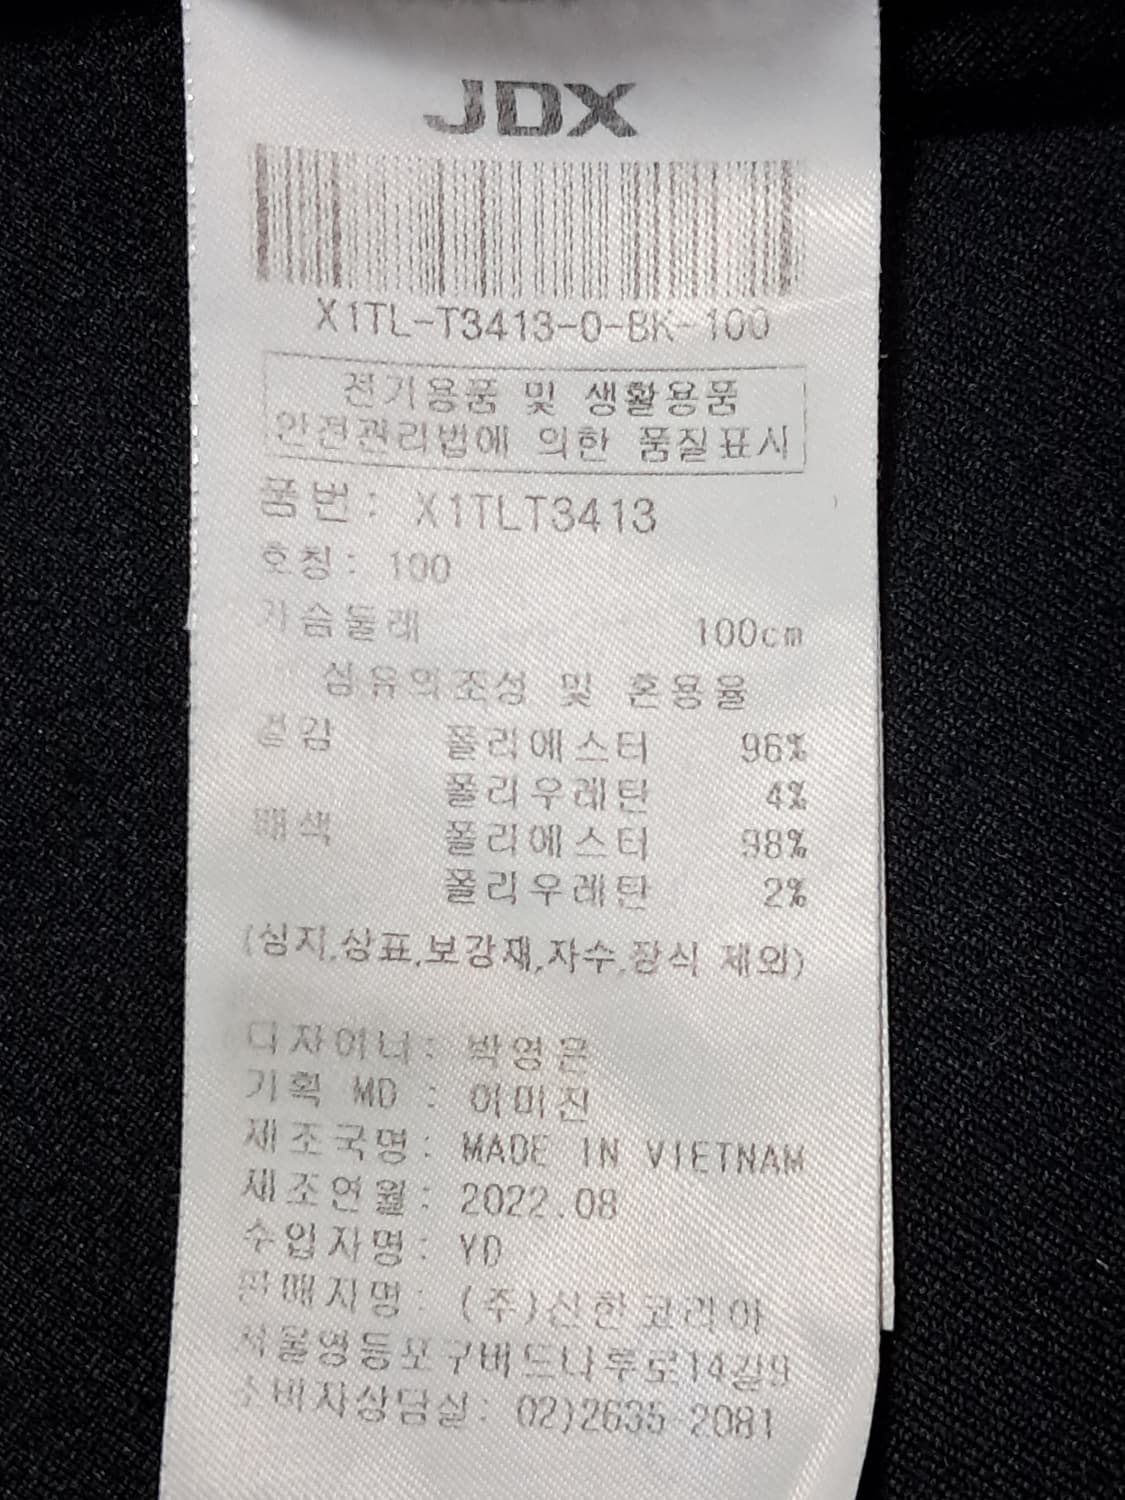 JDX
X1TL-T3413-0-BK-100
전기용품 및 생활용품
안전관리법에 의한 품질표시
품번: X1TLT3413
호칭: 100
가슴둘레 100cm
섬유의조성 및 혼용율
겉감 폴리에스터 96%
폴리우레탄 4%
배색 폴리에스터 98%
폴리우레탄 2%
(심지,상표,보강재,자수,장식 제외)
디자이너: 박영은
기획 MD : 이미진
제조국명: MADE IN VIETNAM
제조연월: 2022.08
수입자명: YD
판매자명: (주)신한코리아
서울영등포구버드나루로14길9
소비자상담실: 02)2635-2081